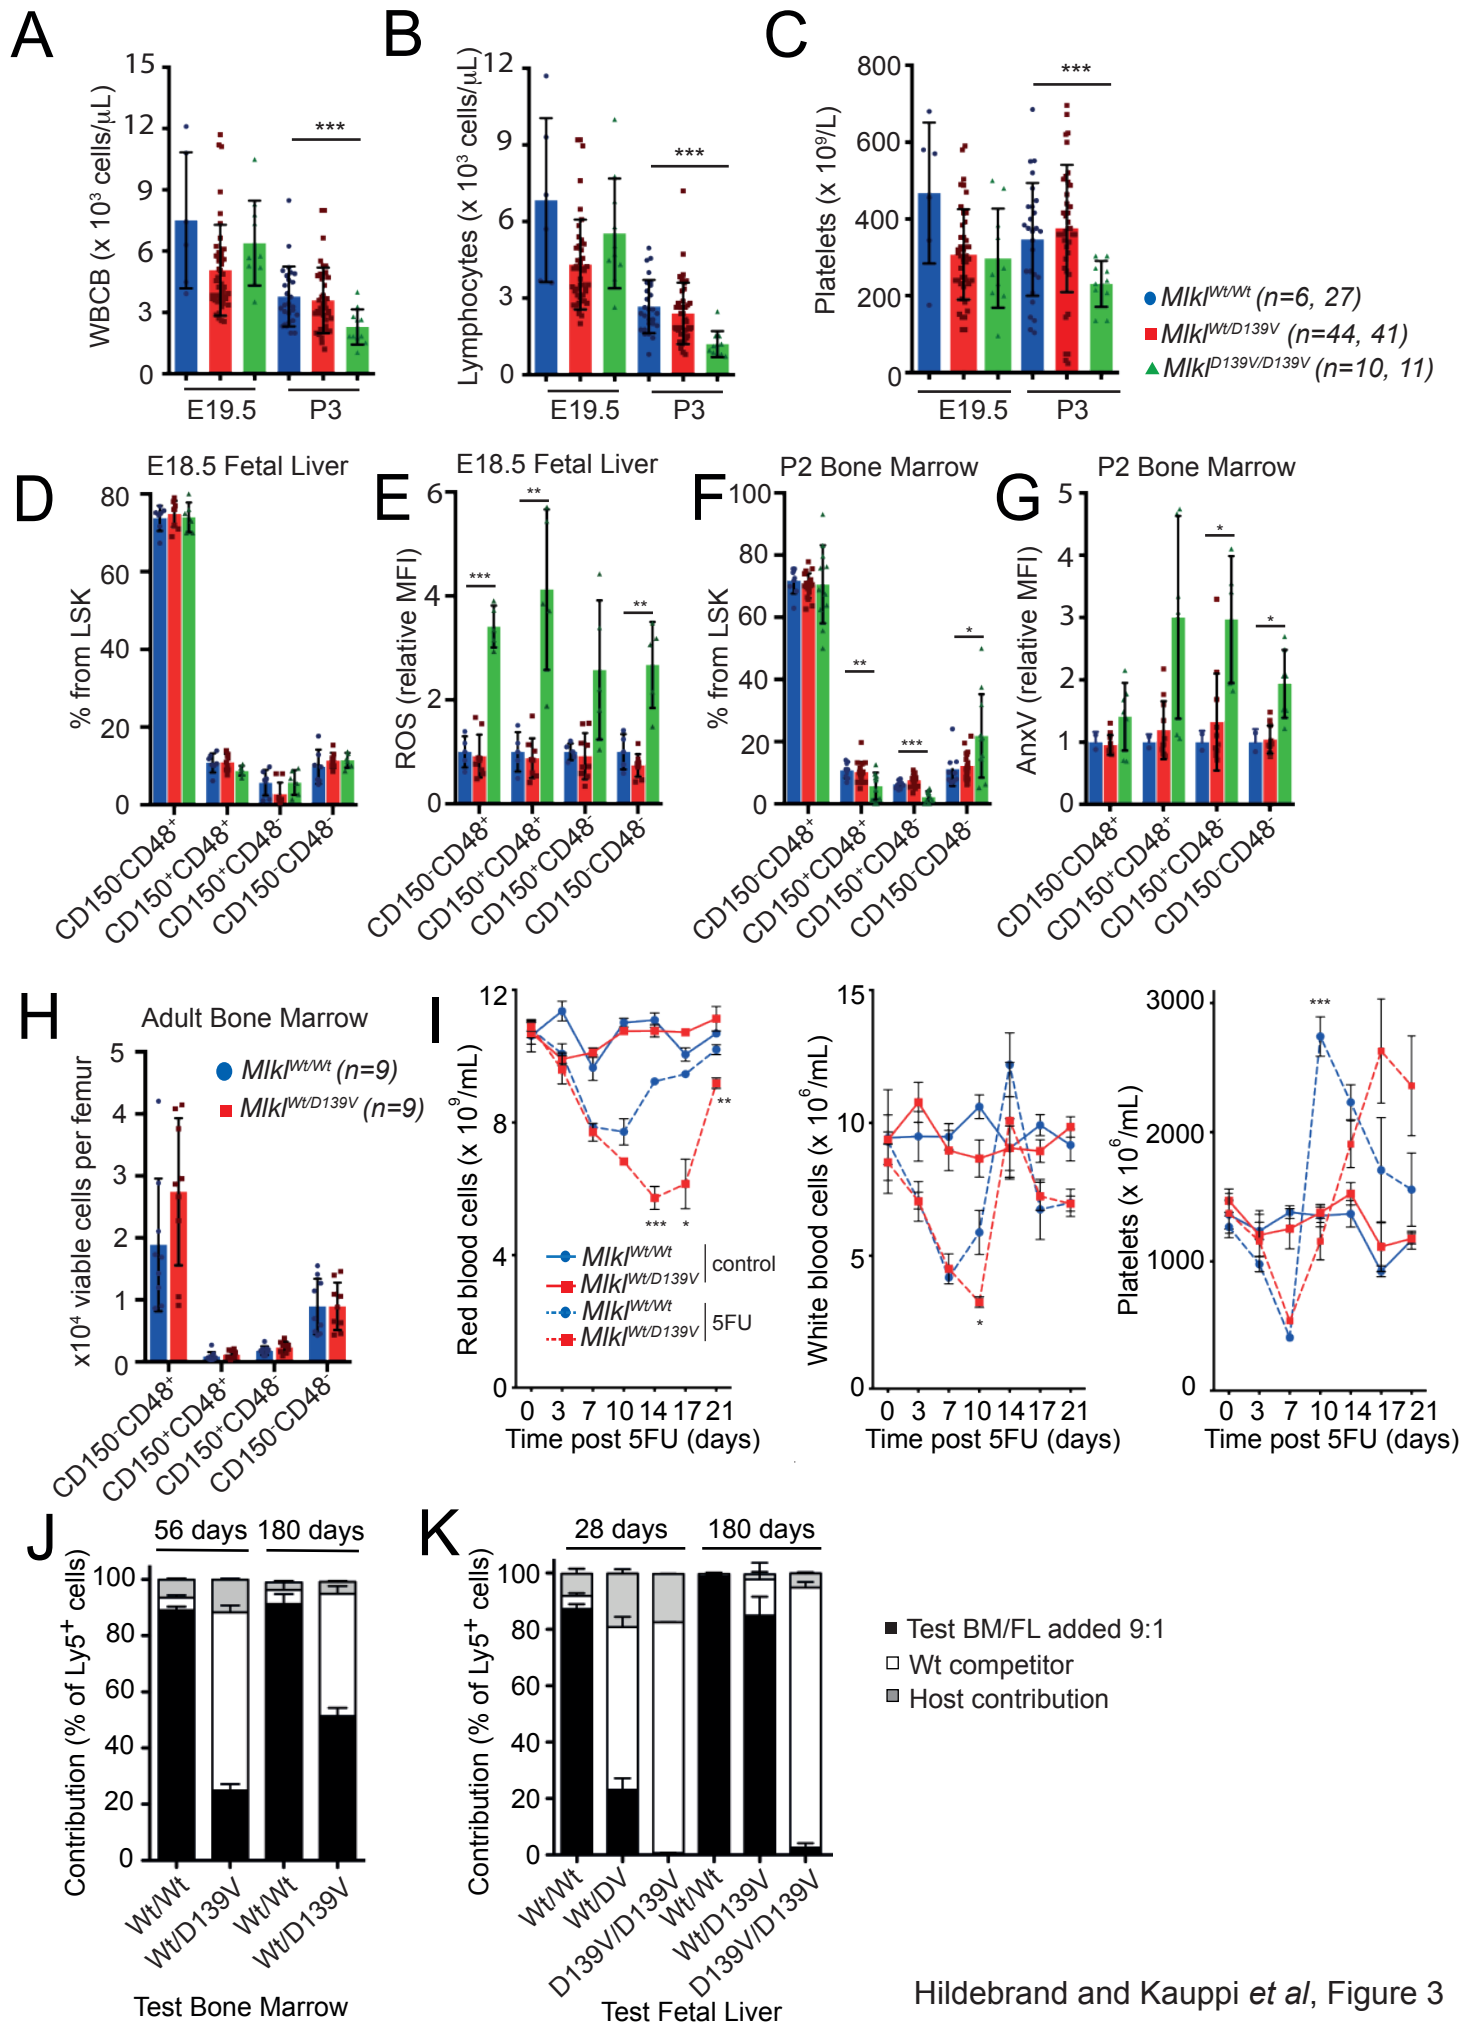 A
WBCB (x 10³ cells/µL)
15
12
9
6
3
0
***
E19.5
P3
B
Lymphocytes (x 10³ cells/µL)
12
9
6
3
0
***
E19.5
P3
C
Platelets (x 10⁹/L)
800
600
400
200
0
***
E19.5
P3
Mlkl^Wt/Wt (n=6, 27)
Mlkl^Wt/D139V (n=44, 41)
Mlkl^D139V/D139V (n=10, 11)
D
E18.5 Fetal Liver
% from LSK
80
60
40
20
0
CD150⁻CD48⁺
CD150⁺CD48⁺
CD150⁺CD48⁻
CD150⁻CD48⁻
E
E18.5 Fetal Liver
ROS (relative MFI)
6
4
2
0
***
**
**
CD150⁻CD48⁺
CD150⁺CD48⁺
CD150⁺CD48⁻
CD150⁻CD48⁻
F
P2 Bone Marrow
% from LSK
100
80
60
40
20
0
**
***
*
CD150⁻CD48⁺
CD150⁺CD48⁺
CD150⁺CD48⁻
CD150⁻CD48⁻
G
P2 Bone Marrow
AnxV (relative MFI)
5
4
3
2
1
0
*
*
CD150⁻CD48⁺
CD150⁺CD48⁺
CD150⁺CD48⁻
CD150⁻CD48⁻
H
Adult Bone Marrow
x10⁴ viable cells per femur
5
4
3
2
1
0
Mlkl^Wt/Wt (n=9)
Mlkl^Wt/D139V (n=9)
CD150⁻CD48⁺
CD150⁺CD48⁺
CD150⁺CD48⁻
CD150⁻CD48⁻
I
Red blood cells (x 10⁹/mL)
12
8
4
0
***
*
**
Mlkl^Wt/Wt
Mlkl^Wt/D139V
control
Mlkl^Wt/Wt
Mlkl^Wt/D139V
5FU
0 3 7 10 14 17 21
Time post 5FU (days)
White blood cells (x 10⁶/mL)
15
10
5
0
*
0 3 7 10 14 17 21
Time post 5FU (days)
Platelets (x 10⁶/mL)
3000
2000
1000
0
***
0 3 7 10 14 17 21
Time post 5FU (days)
J
56 days 180 days
Contribution (% of Ly5⁺ cells)
100
80
60
40
20
0
Wt/Wt
Wt/D139V
Wt/Wt
Wt/D139V
Test Bone Marrow
K
28 days 180 days
Contribution (% of Ly5⁺ cells)
100
80
60
40
20
0
Wt/Wt
Wt/DV
D139V/D139V
Wt/Wt
Wt/D139V
D139V/D139V
Test Fetal Liver
Test BM/FL added 9:1
Wt competitor
Host contribution
Hildebrand and Kauppi et al, Figure 3